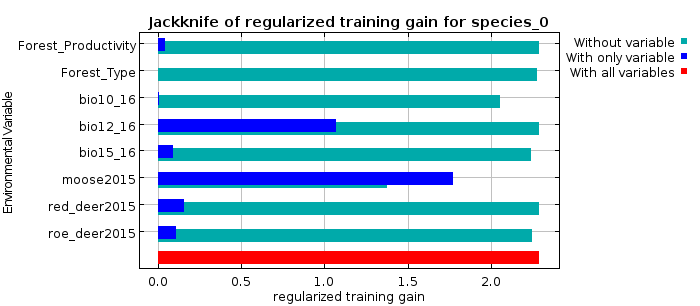 Jackknife of regularized training gain for species_0
Without variable
With only variable
With all variables
Environmental Variable
Forest_Productivity
Forest_Type
bio10_16
bio12_16
bio15_16
moose2015
red_deer2015
roe_deer2015
0.0 0.5 1.0 1.5 2.0
regularized training gain